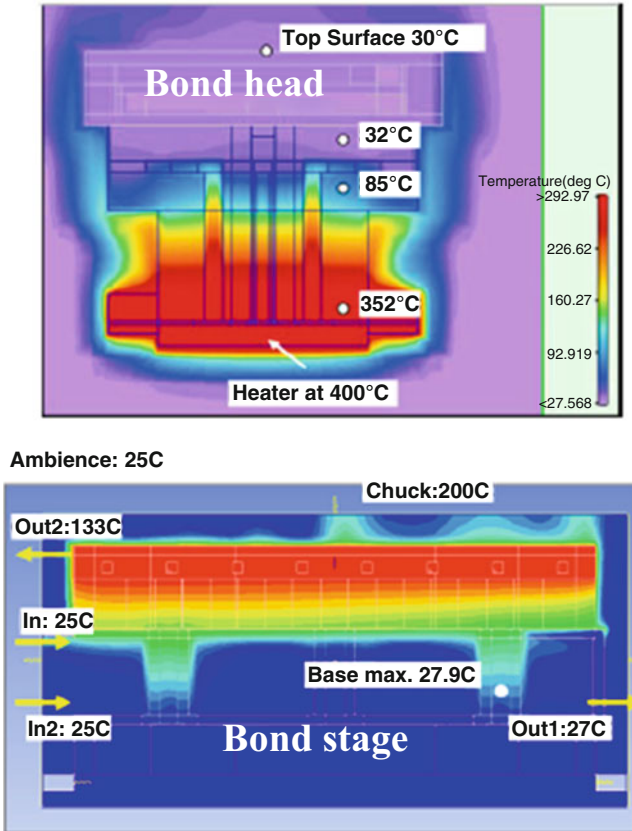 Top Surface 30°C
Bond head
32°C
85°C
Temperature(deg C)
>292.97
226.62
160.27
352°C
92.919
Heater at 400°C
<27.568
Ambience: 25C
Chuck:200C
Out2:133C
In: 25C
Base max. 27.9C
In2: 25C
Out1:27C
Bond stage